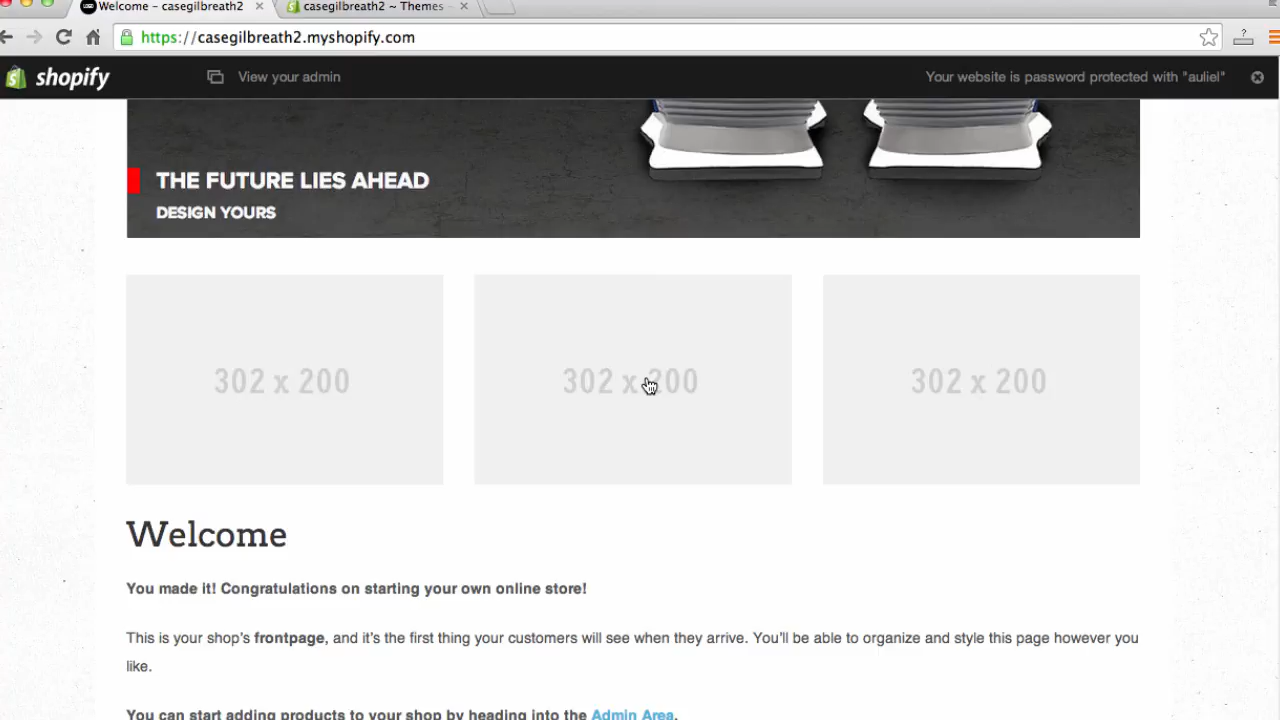 Welcome – casegilbreath2 ×
casegilbreath2 ~ Themes ×
https://casegilbreath2.myshopify.com
?
shopify View your admin Your website is password protected with "auliel"
THE FUTURE LIES AHEAD
DESIGN YOURS
302 x 200 302 x 200 302 x 200
Welcome
You made it! Congratulations on starting your own online store!
This is your shop's frontpage, and it's the first thing your customers will see when they arrive. You'll be able to organize and style this page however you
like.
You can start adding products to your shop by heading into the Admin Area.